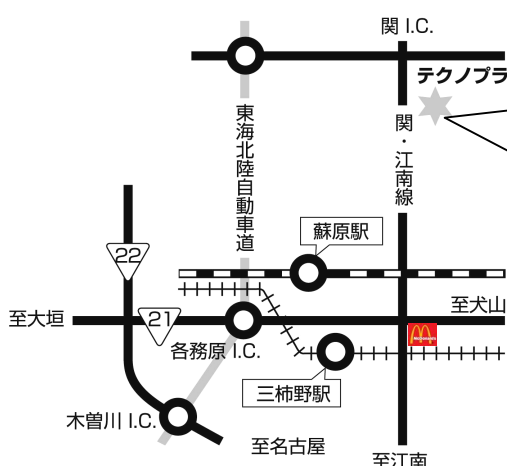 関 I.C.
テクノプラ
東海北陸自動車道
関・江南線
蘇原駅
22
至犬山
至大垣
21
各務原 I.C.
三柿野駅
木曽川 I.C.
至名古屋
至江南